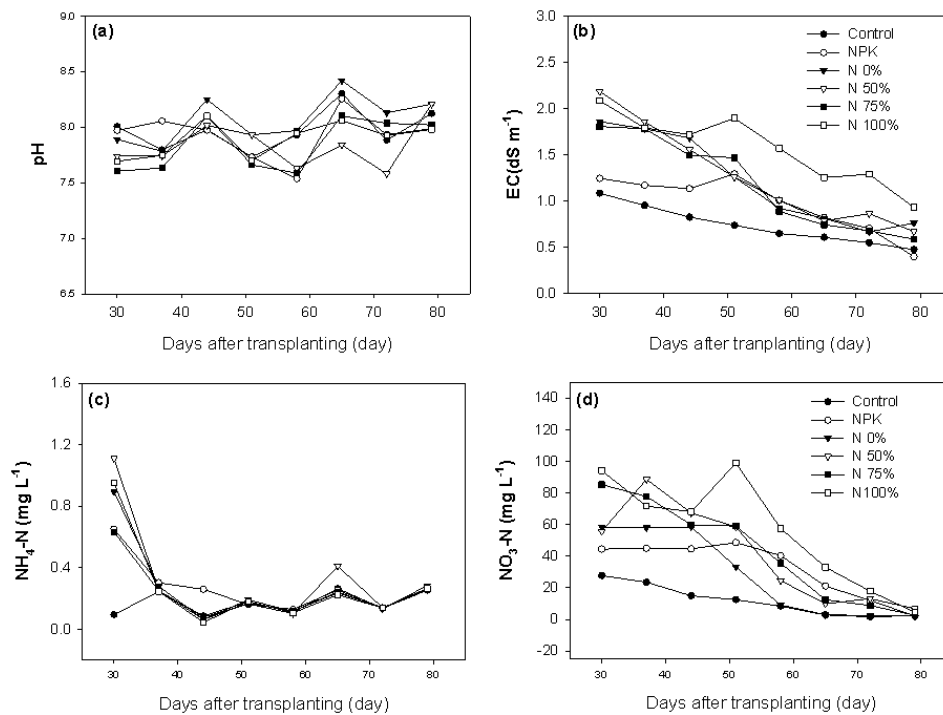 (a)
9.0
8.5
8.0
7.5
7.0
6.5
pH
30 40 50 60 70 80
Days after transplanting (day)
(b)
3.0
2.5
2.0
1.5
1.0
0.5
0.0
EC(dS m⁻¹)
Control
NPK
N 0%
N 50%
N 75%
N 100%
30 40 50 60 70 80
Days after tranplanting (day)
(c)
1.6
1.2
0.8
0.4
0.0
NH₄-N (mg L⁻¹)
30 40 50 60 70 80
Days after transplanting (day)
(d)
140
120
100
80
60
40
20
0
-20
NO₃-N (mg L⁻¹)
Control
NPK
N 0%
N 50%
N 75%
N100%
30 40 50 60 70 80
Days after transplanting (day)